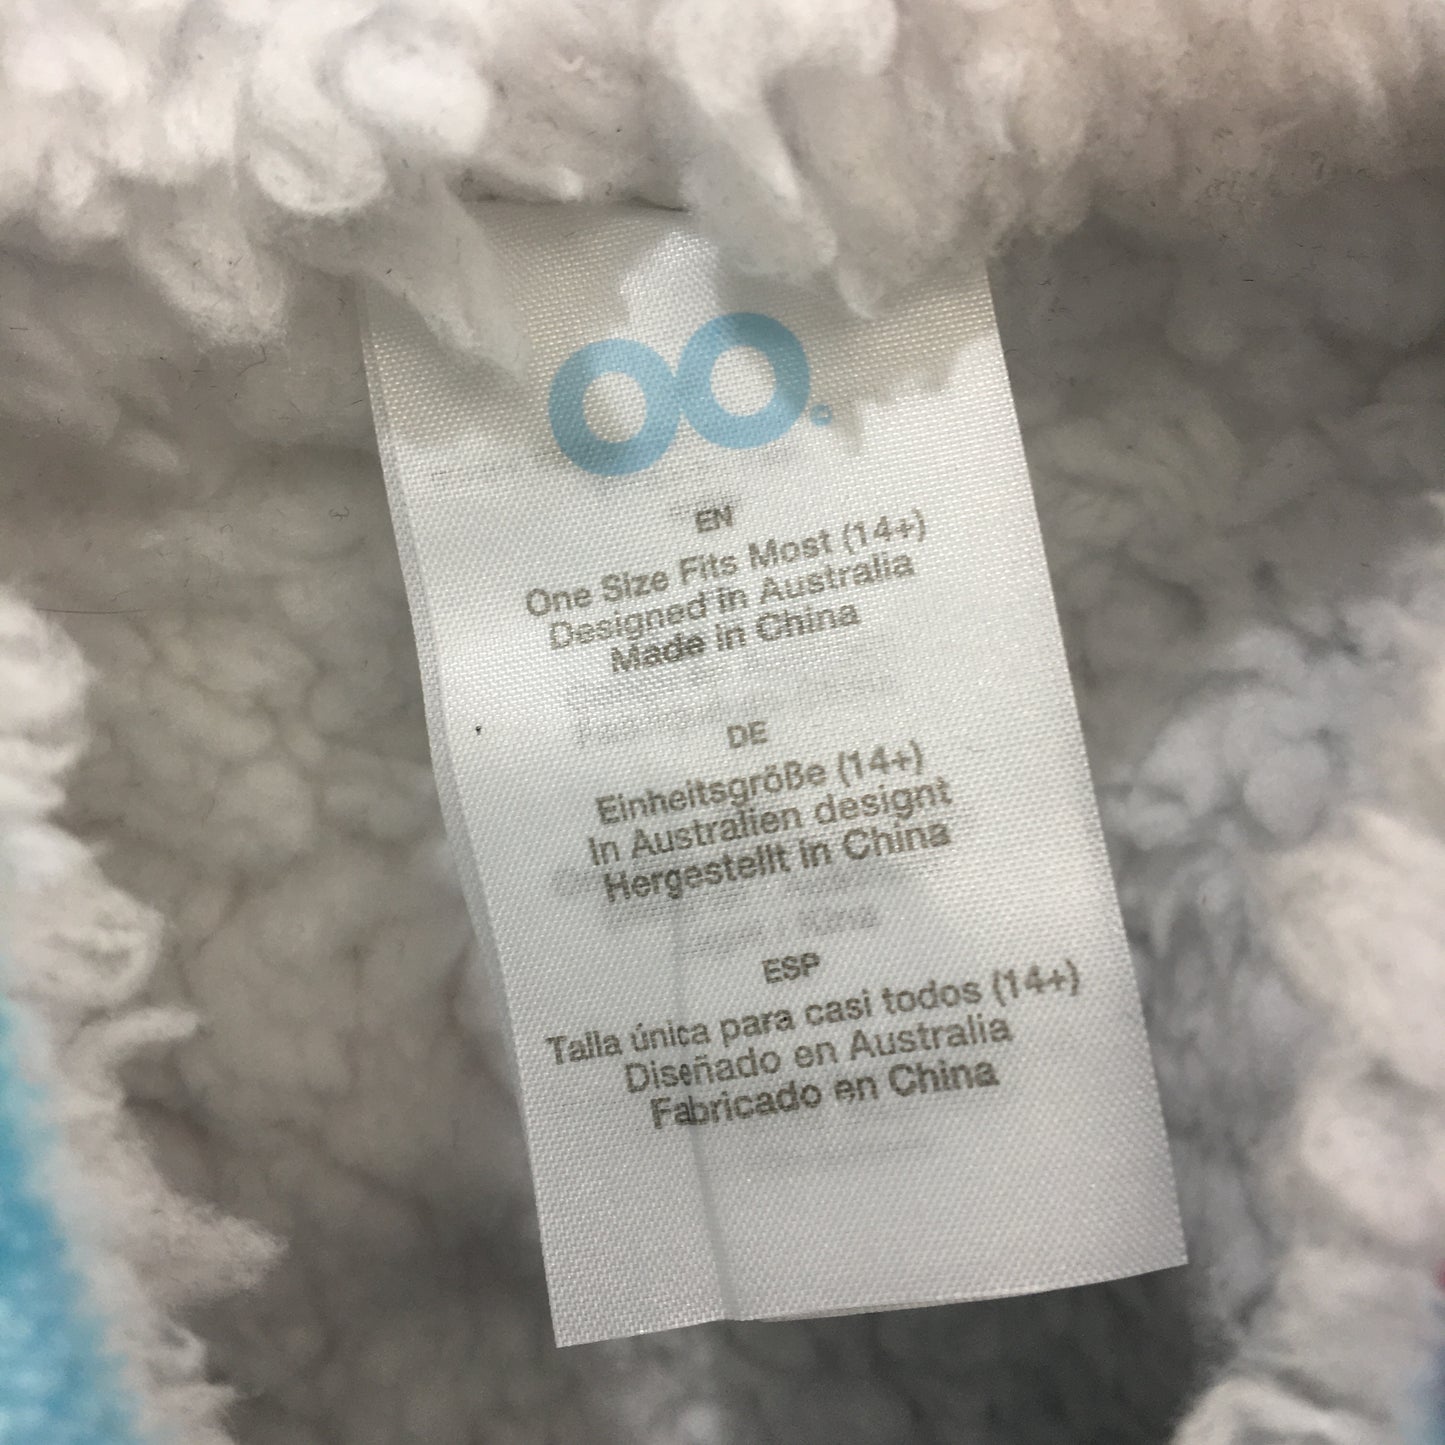 OO.
EN
One Size Fits Most (14+)
Designed in Australia
Made in China
DE
Einheitsgröße (14+)
In Australien designt
Hergestellt in China
ESP
Talla única para casi todos (14+)
Diseñado en Australia
Fabricado en China